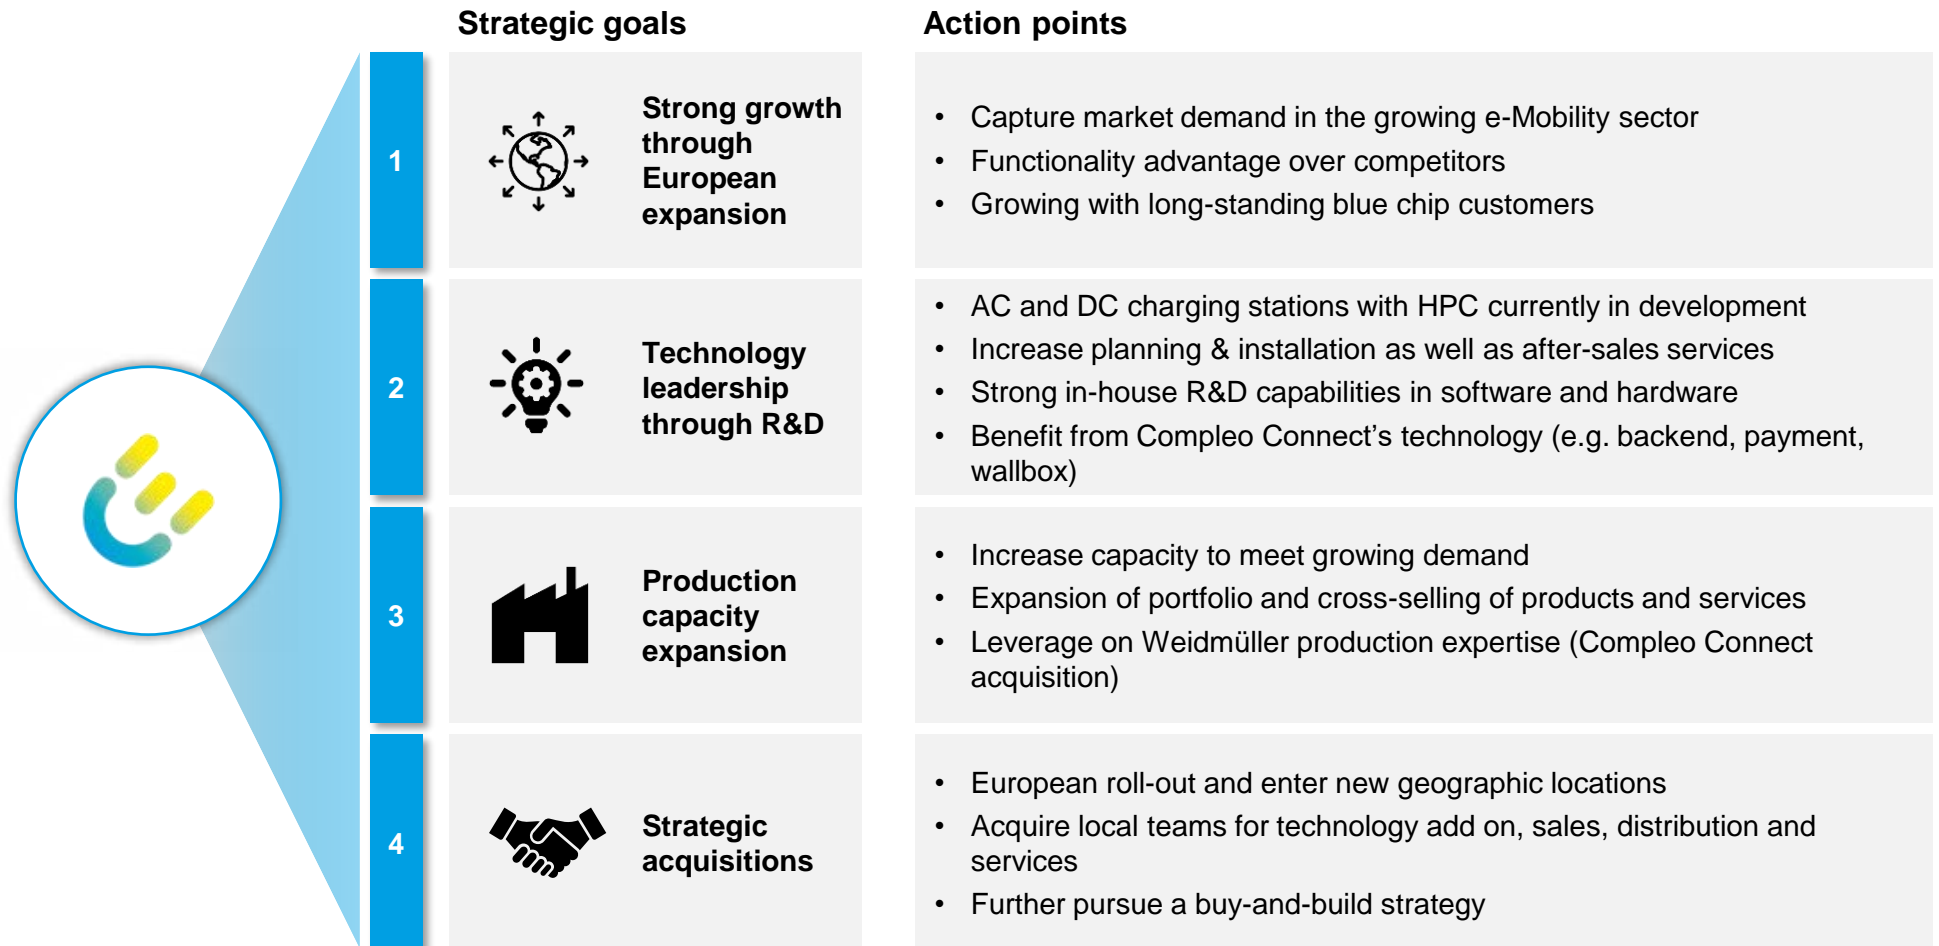 Strategic goals
Action points
1
Strong growth
through
European
expansion
• Capture market demand in the growing e-Mobility sector
• Functionality advantage over competitors
• Growing with long-standing blue chip customers
2
Technology
leadership
through R&D
• AC and DC charging stations with HPC currently in development
• Increase planning & installation as well as after-sales services
• Strong in-house R&D capabilities in software and hardware
• Benefit from Compleo Connect’s technology (e.g. backend, payment,
wallbox)
3
Production
capacity
expansion
• Increase capacity to meet growing demand
• Expansion of portfolio and cross-selling of products and services
• Leverage on Weidmüller production expertise (Compleo Connect
acquisition)
4
Strategic
acquisitions
• European roll-out and enter new geographic locations
• Acquire local teams for technology add on, sales, distribution and
services
• Further pursue a buy-and-build strategy